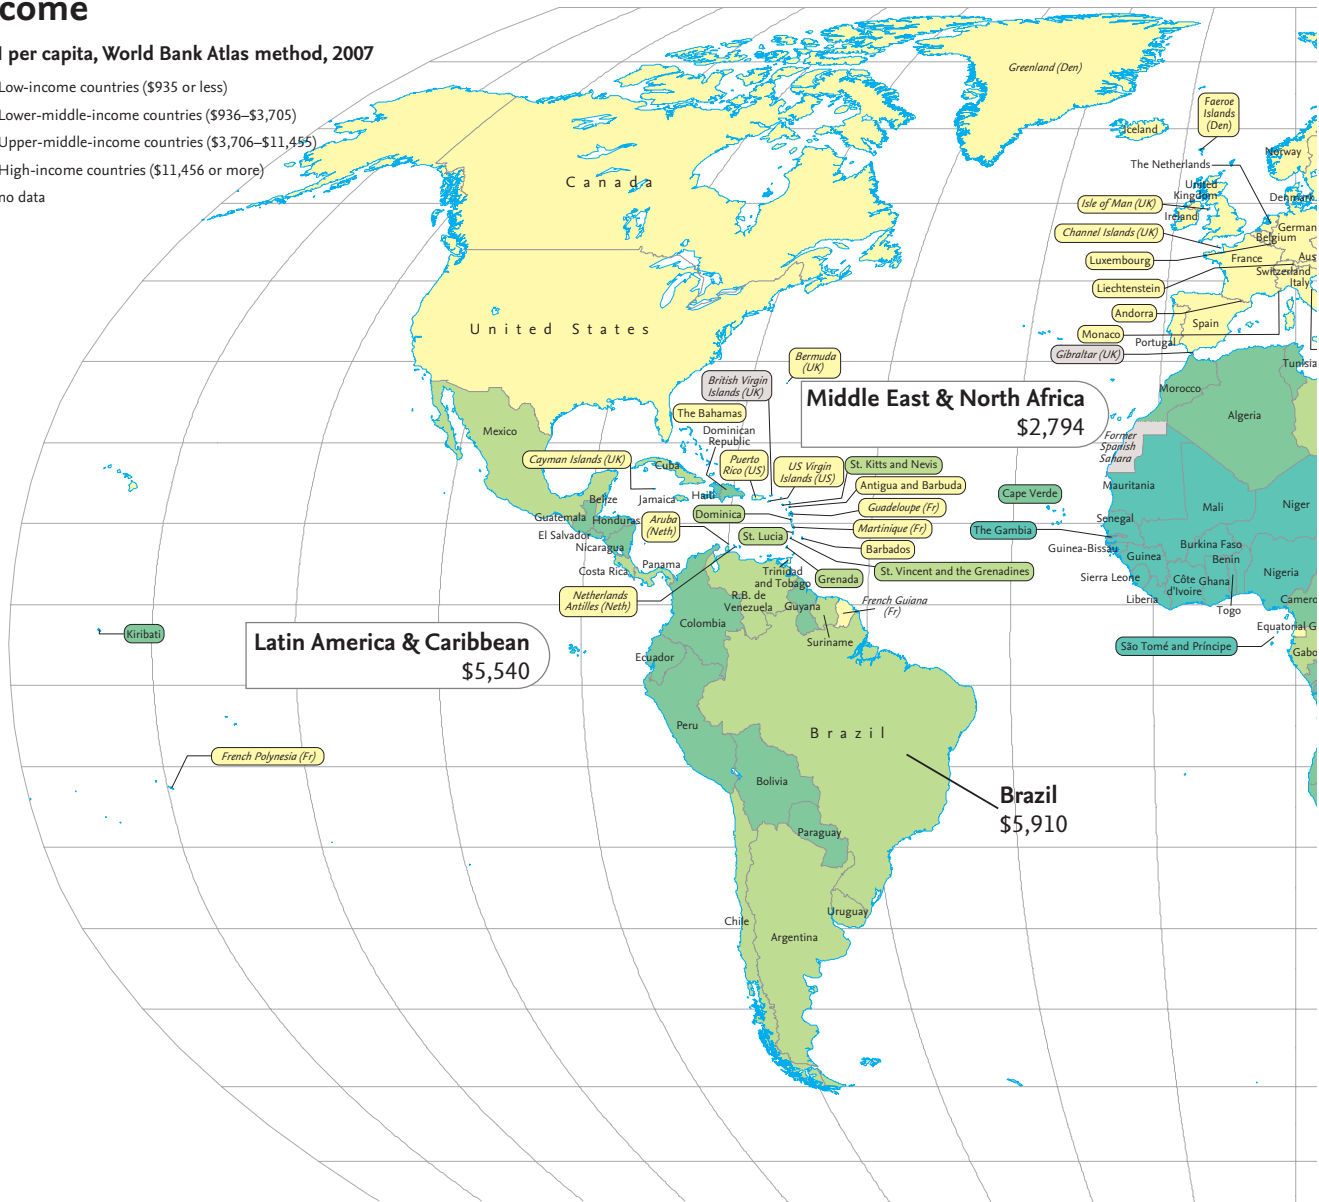 come
I per capita, World Bank Atlas method, 2007
Low-income countries ($935 or less)
Lower-middle-income countries ($936–$3,705)
Upper-middle-income countries ($3,706–$11,455)
High-income countries ($11,456 or more)
no data
Greenland (Den)
Faeroe
Islands
(Den)
Iceland
Norway
The Netherlands
United
Kingdom
Denmark
Isle of Man (UK)
Ireland
Canada
Channel Islands (UK)
German
Belgium
Luxembourg
France
Aus
Switzerland
Liechtenstein
Italy
Andorra
Spain
United States
Monaco
Portugal
Gibraltar (UK)
Tunisia
Bermuda
(UK)
British Virgin
Islands (UK)
Middle East & North Africa
$2,794
Morocco
Algeria
The Bahamas
Dominican
Republic
Mexico
Former
Spanish
Sahara
Cayman Islands (UK)
Cuba
Puerto
Rico (US)
US Virgin
Islands (US)
St. Kitts and Nevis
Antigua and Barbuda
Mauritania
Cape Verde
Belize
Jamaica
Haiti
Guadeloupe (Fr)
Mali
Niger
Guatemala
Honduras
Aruba
(Neth)
Dominica
Martinique (Fr)
Senegal
The Gambia
El Salvador
St. Lucia
Nicaragua
Barbados
Guinea-Bissau
Burkina Faso
Guinea
Benin
Costa Rica
Panama
Trinidad
and Tobago
Grenada
St. Vincent and the Grenadines
Sierra Leone
Côte
d'Ivoire
Ghana
Nigeria
Netherlands
Antilles (Neth)
R.B. de
Venezuela
Guyana
French Guiana
(Fr)
Liberia
Togo
Camero
Colombia
Suriname
Equatorial G
Kiribati
Latin America & Caribbean
$5,540
São Tomé and Príncipe
Gabo
Ecuador
Peru
Brazil
French Polynesia (Fr)
Bolivia
Brazil
$5,910
Paraguay
Chile
Uruguay
Argentina